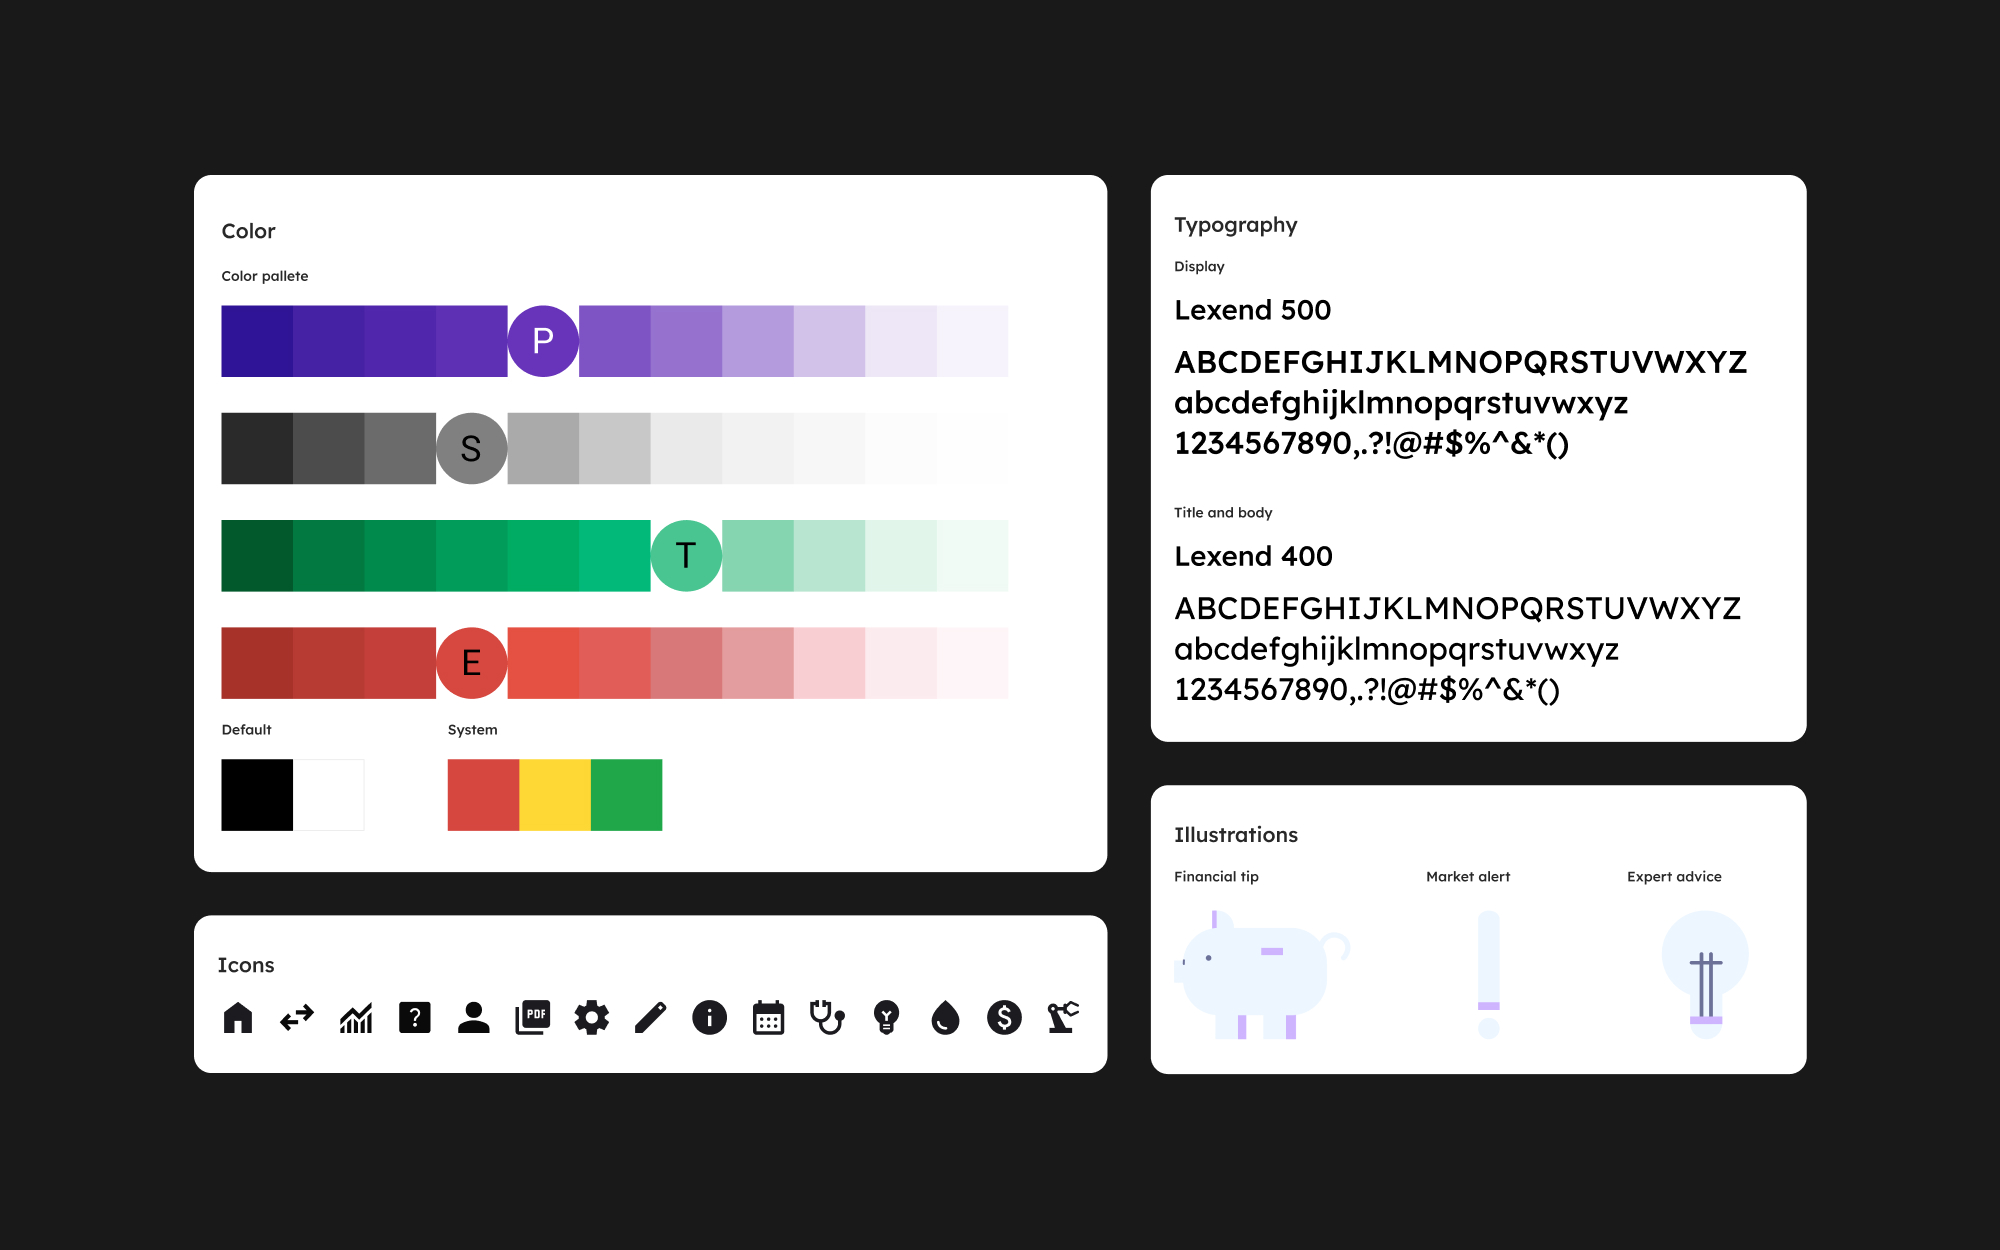 Color
Color pallete
P
S
T
E
Default
System
Icons
?
PDF
i
$
Typography
Display
Lexend 500
ABCDEFGHIJKLMNOPQRSTUVWXYZ
abcdefghijklmnopqrstuvwxyz
1234567890,.?!@#$%^&*()
Title and body
Lexend 400
ABCDEFGHIJKLMNOPQRSTUVWXYZ
abcdefghijklmnopqrstuvwxyz
1234567890,.?!@#$%^&*()
Illustrations
Financial tip
Market alert
Expert advice